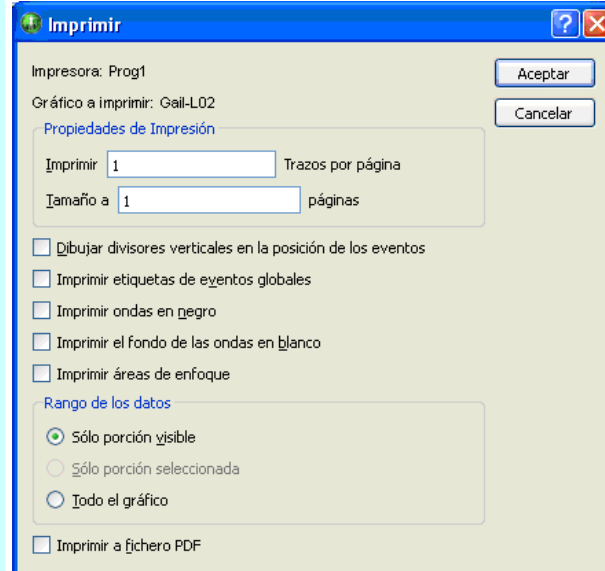 Imprimir
Impresora: Prog1
Aceptar
Gráfico a imprimir: Gail-L02
Cancelar
Propiedades de Impresión
Imprimir 1 Trazos por página
Tamaño a 1 páginas
Dibujar divisores verticales en la posición de los eventos
Imprimir etiquetas de eventos globales
Imprimir ondas en negro
Imprimir el fondo de las ondas en blanco
Imprimir áreas de enfoque
Rango de los datos
Sólo porción visible
Sólo porción seleccionada
Todo el gráfico
Imprimir a fichero PDF